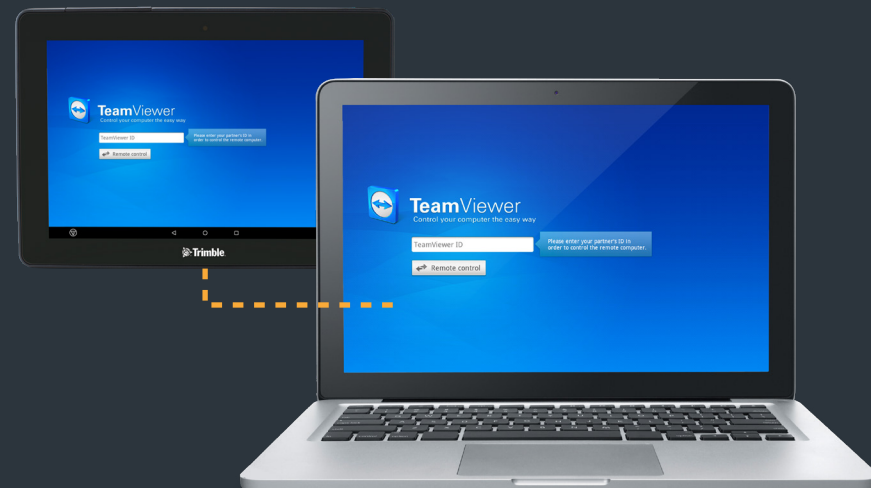 TeamViewer
Control your computer the easy way
TeamViewer ID
Please enter your partner's ID in
order to control the remote computer.
Remote control
Trimble
TeamViewer
Control your computer the easy way
TeamViewer ID
Please enter your partner's ID in
order to control the remote computer.
Remote control